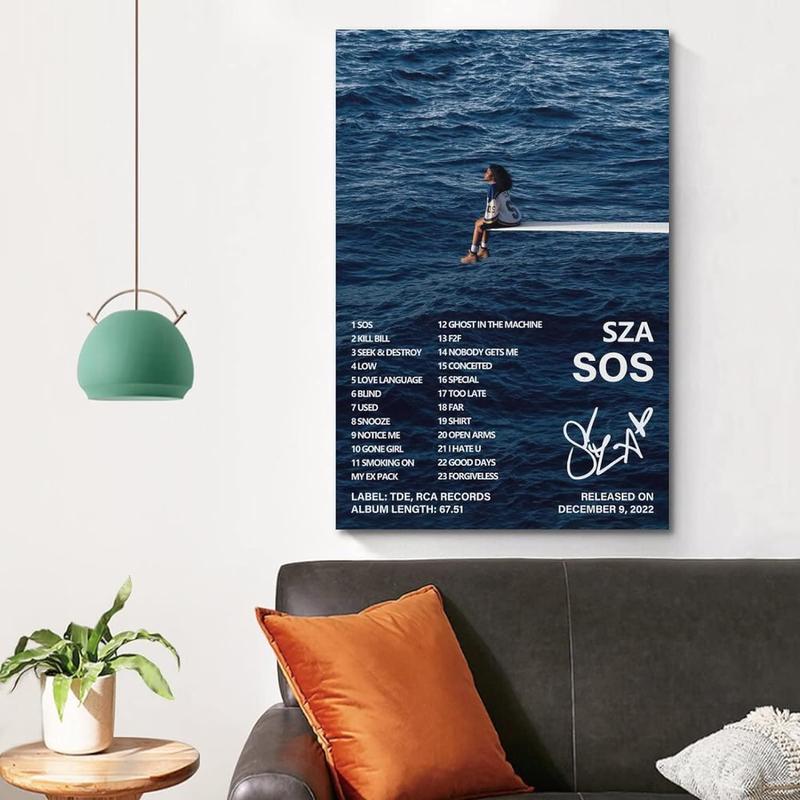 1 SOS
2 KILL BILL
3 SEEK & DESTROY
4 LOW
5 LOVE LANGUAGE
6 BLIND
7 USED
8 SNOOZE
9 NOTICE ME
10 GONE GIRL
11 SMOKING ON
MY EX PACK
12 GHOST IN THE MACHINE
13 F2F
14 NOBODY GETS ME
15 CONCEITED
16 SPECIAL
17 TOO LATE
18 FAR
19 SHIRT
20 OPEN ARMS
21 I HATE U
22 GOOD DAYS
23 FORGIVELESS
SZA
SOS
SZA
LABEL: TDE, RCA RECORDS
ALBUM LENGTH: 67.51
RELEASED ON
DECEMBER 9, 2022